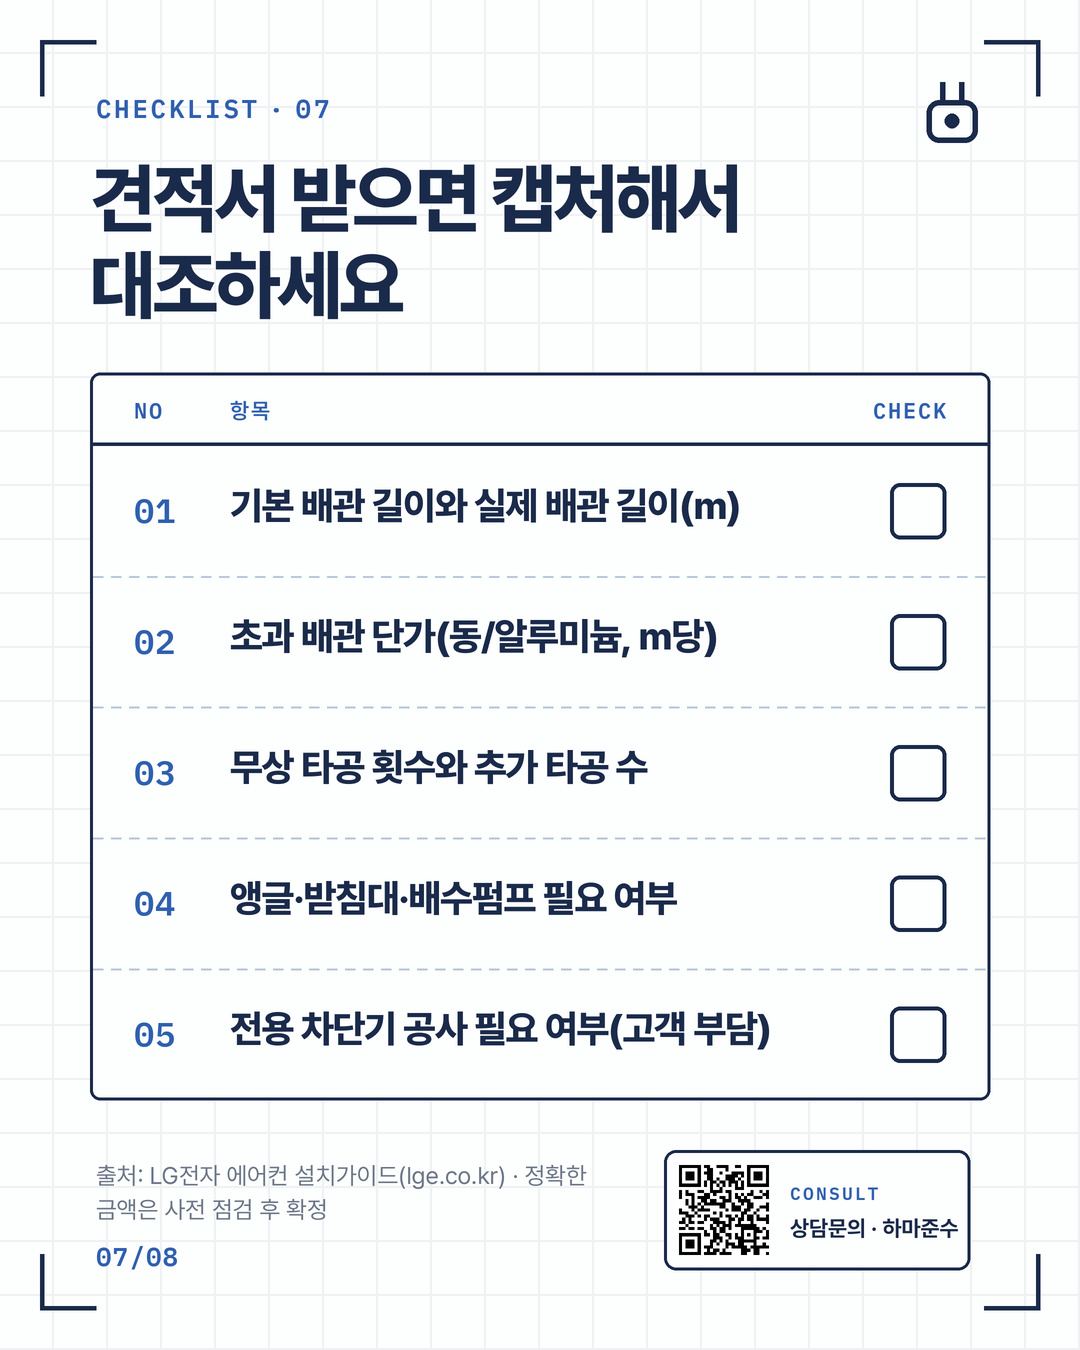 CHECKLIST · 07
견적서 받으면 캡처해서
대조하세요
NO 항목 CHECK
01 기본 배관 길이와 실제 배관 길이(m)
02 초과 배관 단가(동/알루미늄, m당)
03 무상 타공 횟수와 추가 타공 수
04 앵글·받침대·배수펌프 필요 여부
05 전용 차단기 공사 필요 여부(고객 부담)
출처: LG전자 에어컨 설치가이드(lge.co.kr) · 정확한
금액은 사전 점검 후 확정
07/08
CONSULT
상담문의 · 하마준수